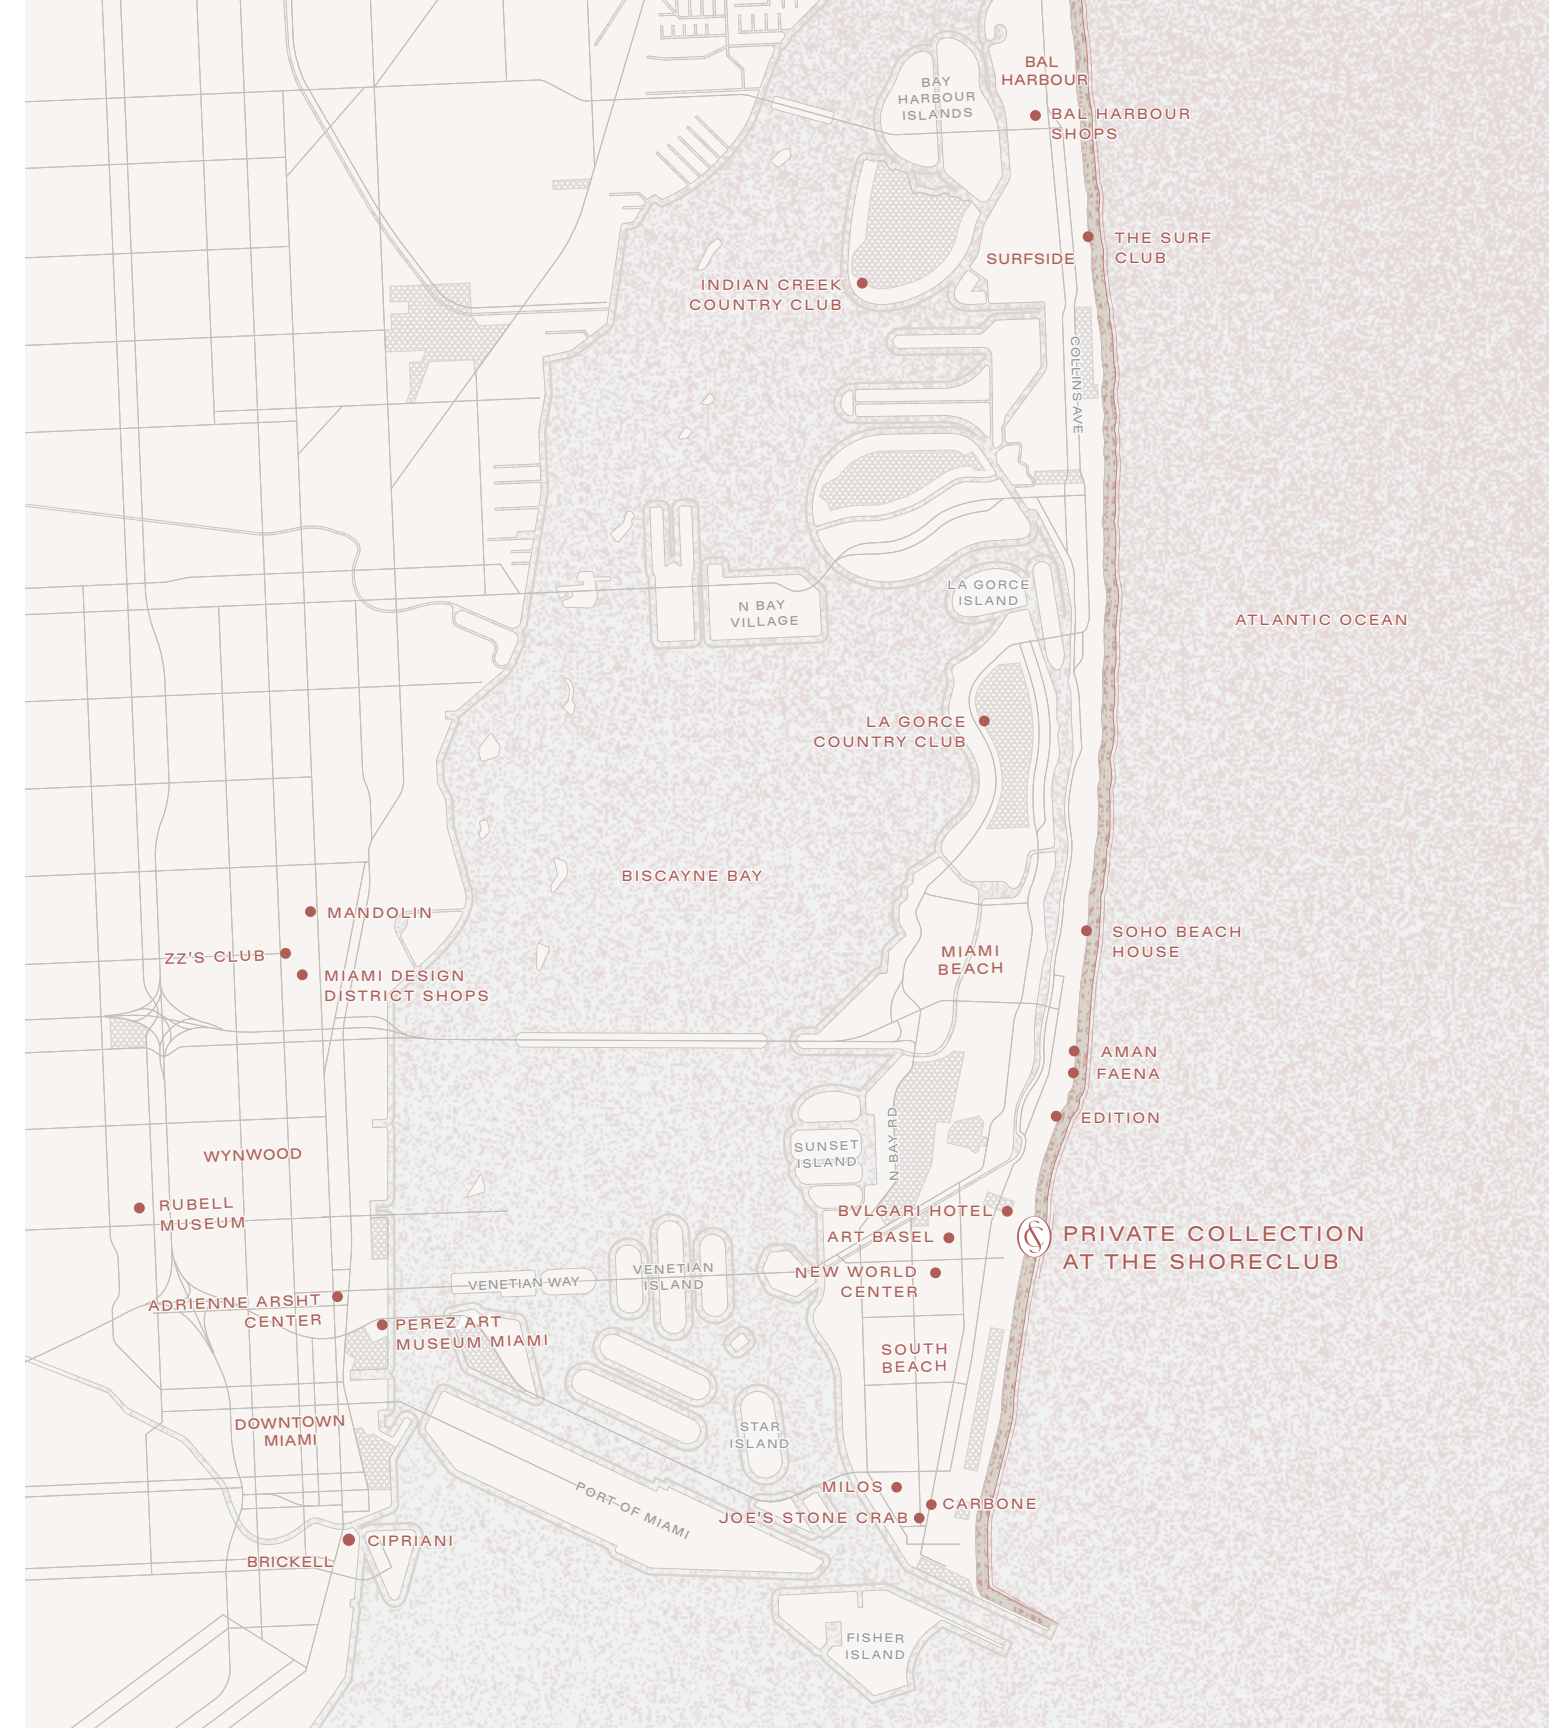 BAL
HARBOUR
BAY
HARBOUR
ISLANDS
BAL HARBOUR
SHOPS
THE SURF
CLUB
SURFSIDE
INDIAN CREEK
COUNTRY CLUB
COLLINS AVE
LA GORCE
ISLAND
N BAY
VILLAGE
ATLANTIC OCEAN
LA GORCE
COUNTRY CLUB
BISCAYNE BAY
MANDOLIN
ZZ'S CLUB
MIAMI DESIGN
DISTRICT SHOPS
MIAMI
BEACH
SOHO BEACH
HOUSE
AMAN
FAENA
EDITION
N BAY RD
SUNSET
ISLAND
WYNWOOD
RUBELL
MUSEUM
BVLGARI HOTEL
ART BASEL
PRIVATE COLLECTION
AT THE SHORECLUB
NEW WORLD
CENTER
VENETIAN
ISLAND
VENETIAN WAY
ADRIENNE ARSHT
CENTER
PEREZ ART
MUSEUM MIAMI
SOUTH
BEACH
DOWNTOWN
MIAMI
STAR
ISLAND
PORT OF MIAMI
MILOS
CARBONE
JOE'S STONE CRAB
CIPRIANI
BRICKELL
FISHER
ISLAND